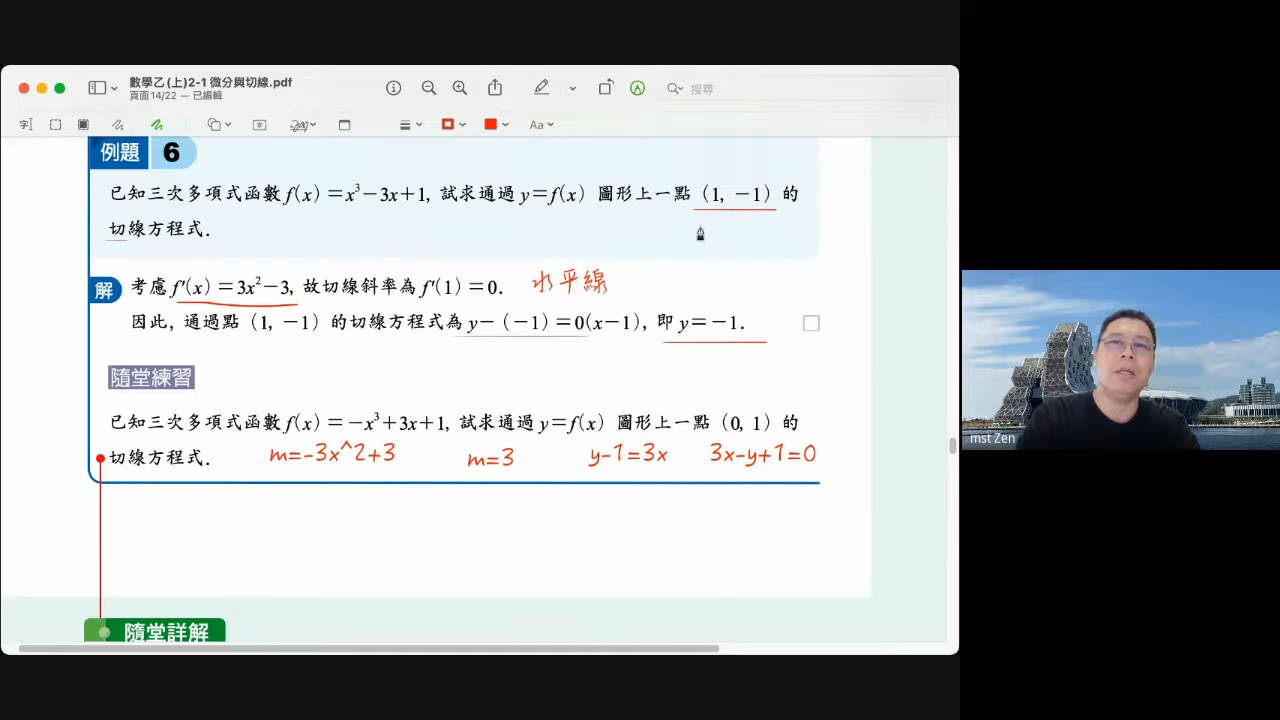 數學乙(上)2-1 微分與切線.pdf
頁面 14/22 — 已編輯
搜尋
Aa
例題 6
已知三次多項式函數 f(x)=x³−3x+1, 試求通過 y=f(x) 圖形上一點 (1, −1) 的
切線方程式.
解 考慮 f′(x)=3x²−3, 故切線斜率為 f′(1)=0. 水平線
因此, 通過點 (1, −1) 的切線方程式為 y−(−1)=0(x−1), 即 y=−1.
隨堂練習
已知三次多項式函數 f(x)=−x³+3x+1, 試求通過 y=f(x) 圖形上一點 (0, 1) 的
切線方程式. m=-3x^2+3 m=3 y-1=3x 3x-y+1=0
隨堂詳解
mst Zen